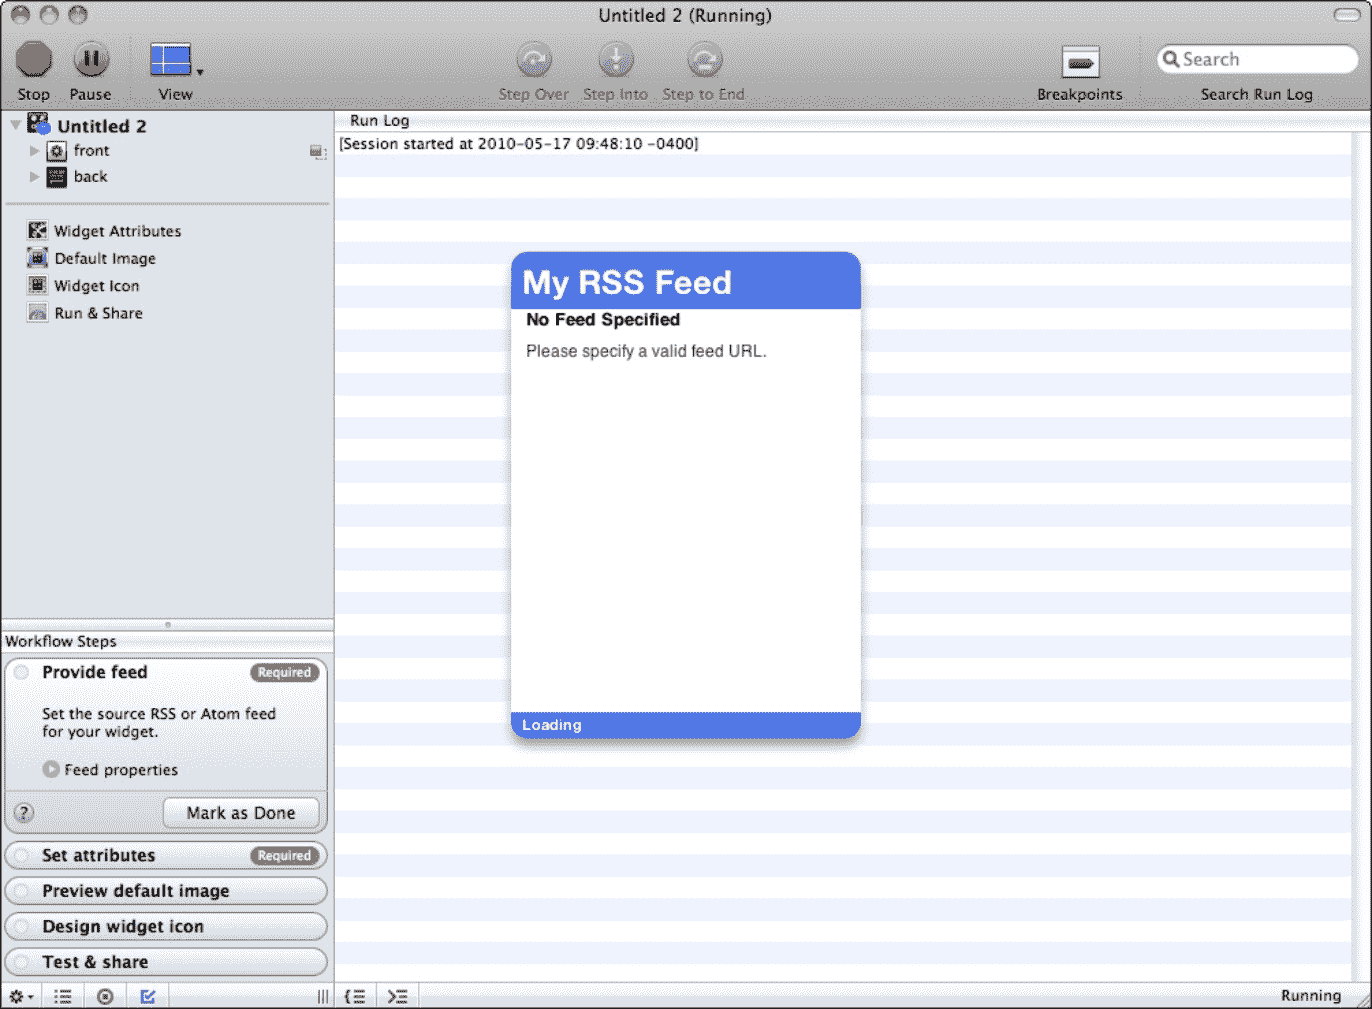 Untitled 2 (Running)
Stop
Pause
View
Step Over
Step Into
Step to End
Breakpoints
Search
Search Run Log
Untitled 2
front
back
Widget Attributes
Default Image
Widget Icon
Run & Share
Run Log
[Session started at 2010-05-17 09:48:10 -0400]
My RSS Feed
No Feed Specified
Please specify a valid feed URL.
Loading
Workflow Steps
Provide feed
Required
Set the source RSS or Atom feed
for your widget.
Feed properties
?
Mark as Done
Set attributes
Required
Preview default image
Design widget icon
Test & share
Running